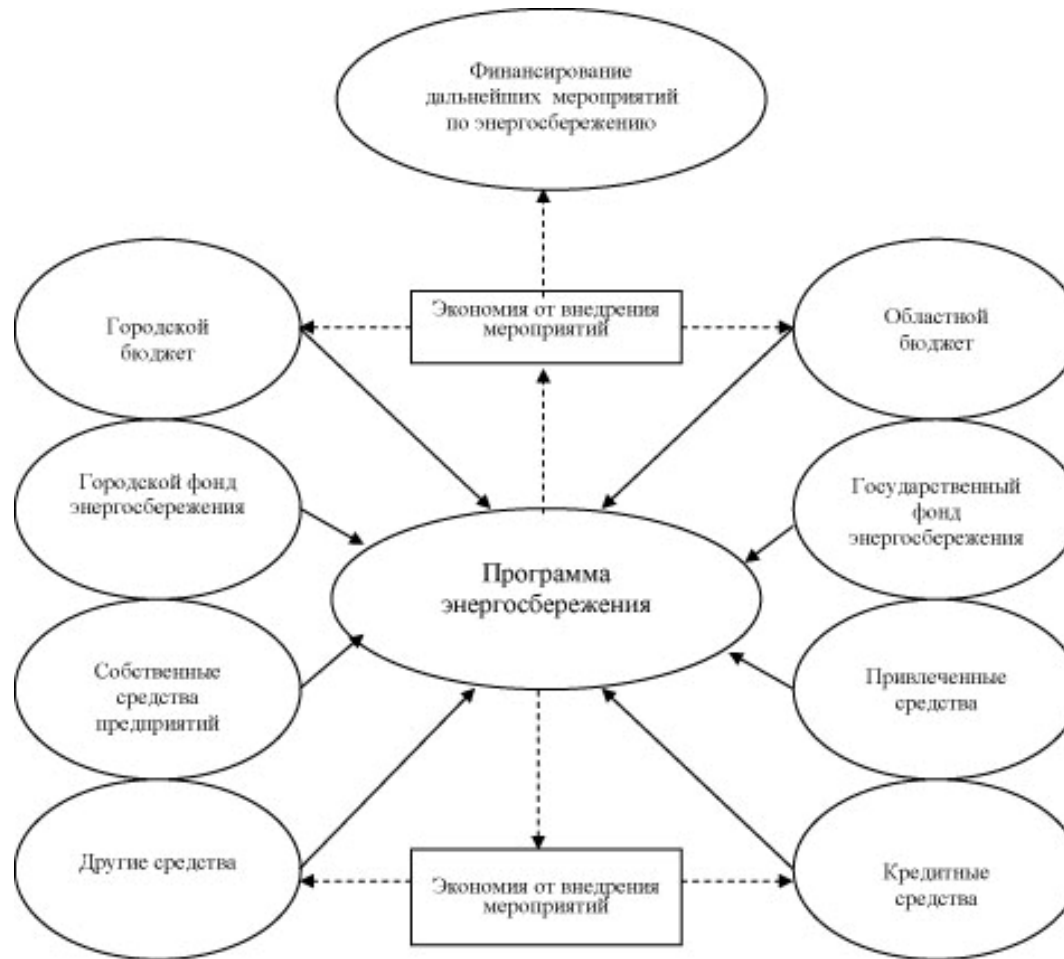 Финансирование
дальнейших мероприятий
по энергосбережению
Экономия от внедрения
мероприятий
Городской
бюджет
Областной
бюджет
Городской фонд
энергосбережения
Государственный
фонд
энергосбережения
Программа
энергосбережения
Собственные
средства
предприятий
Привлеченные
средства
Другие средства
Экономия от внедрения
мероприятий
Кредитные
средства